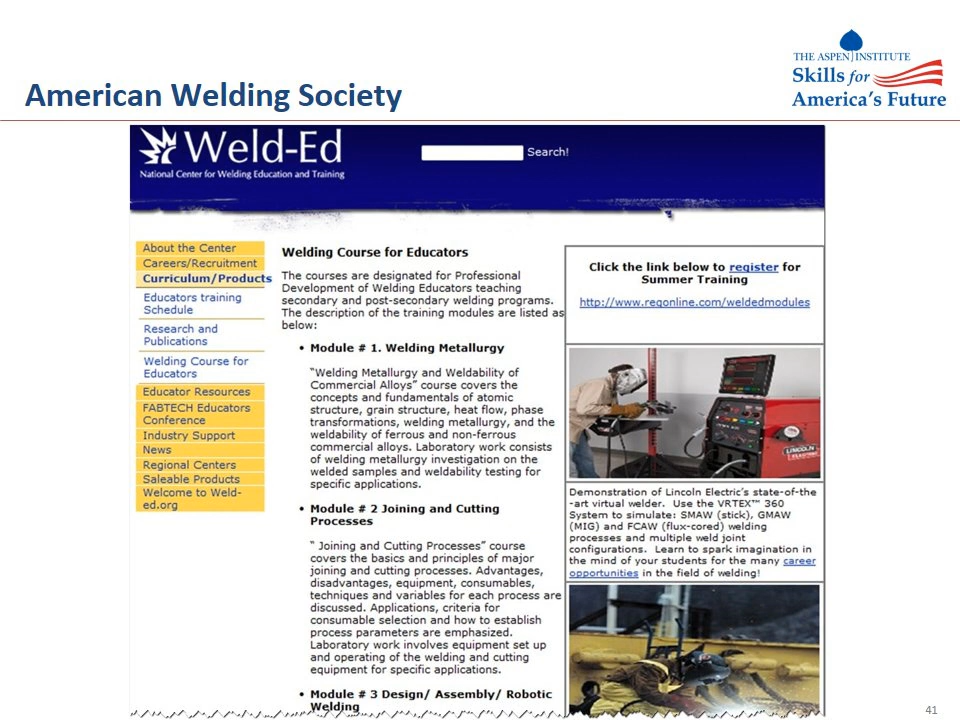 American Welding Society
THE ASPEN INSTITUTE
Skills for
America's Future
Weld-Ed
National Center for Welding Education and Training
Search!
About the Center
Careers/Recruitment
Curriculum/Products
Educators training
Schedule
Research and
Publications
Welding Course for
Educators
Educator Resources
FABTECH Educators
Conference
Industry Support
News
Regional Centers
Saleable Products
Welcome to Weld-
ed.org
Welding Course for Educators
The courses are designated for Professional
Development of Welding Educators teaching
secondary and post-secondary welding programs.
The description of the training modules are listed as
below:
• Module # 1. Welding Metallurgy
"Welding Metallurgy and Weldability of
Commercial Alloys" course covers the
concepts and fundamentals of atomic
structure, grain structure, heat flow, phase
transformations, welding metallurgy, and the
weldability of ferrous and non-ferrous
commercial alloys. Laboratory work consists
of welding metallurgy investigation on the
welded samples and weldability testing for
specific applications.
• Module # 2 Joining and Cutting
Processes
" Joining and Cutting Processes" course
covers the basics and principles of major
joining and cutting processes. Advantages,
disadvantages, equipment, consumables,
techniques and variables for each process are
discussed. Applications, criteria for
consumable selection and how to establish
process parameters are emphasized.
Laboratory work involves equipment set up
and operating of the welding and cutting
equipment for specific applications.
• Module # 3 Design/ Assembly/ Robotic
Welding
Click the link below to register for
Summer Training
http://www.regonline.com/weldedmodules
LINCOLN
ELECTRIC
Demonstration of Lincoln Electric's state-of-the
-art virtual welder. Use the VRTEX™ 360
System to simulate: SMAW (stick), GMAW
(MIG) and FCAW (flux-cored) welding
processes and multiple weld joint
configurations. Learn to spark imagination in
the mind of your students for the many career
opportunities in the field of welding!
41